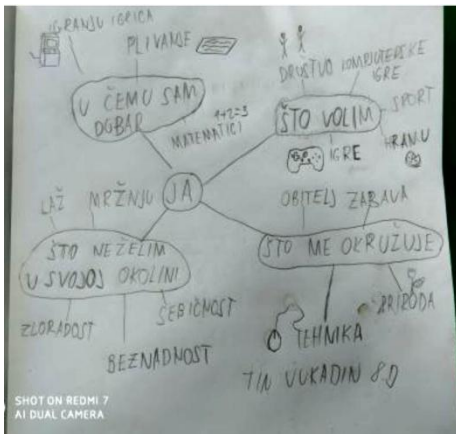 IGRANJU IGRICA
PLIVANJE
U ČEMU SAM
DOBAR
1+2=3
MATEMATICI
DRUŠTVO KOMPJUTERSKE
IGRE
ŠTO VOLIM
SPORT
HRANU
IGRE
JA
LAŽ
MRŽNJU
ŠTO NE ŽELIM
U SVOJOJ OKOLINI
ZLORADOST
BEZNADNOST
SEBIČNOST
OBITELJ ZABAVA
ŠTO ME OKRUŽUJE
PRIRODA
TEHNIKA
TIN VUKADIN 8.D
SHOT ON REDMI 7
AI DUAL CAMERA